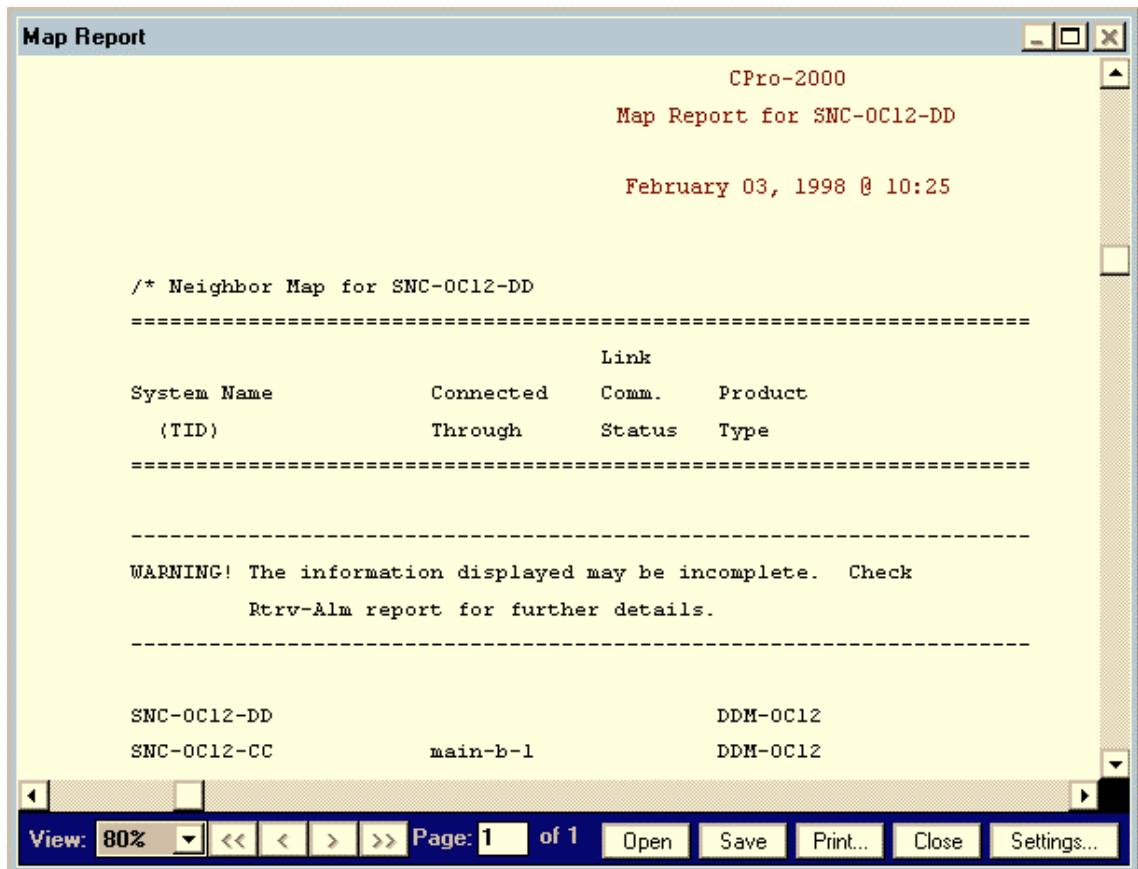 Map Report
CPro-2000
Map Report for SNC-OC12-DD
February 03, 1998 @ 10:25
/* Neighbor Map for SNC-OC12-DD
=====================================================================
Link
System Name Connected Comm. Product
(TID) Through Status Type
=====================================================================
---------------------------------------------------------------------
WARNING! The information displayed may be incomplete. Check
Rtrv-Alm report for further details.
---------------------------------------------------------------------
SNC-OC12-DD DDM-OC12
SNC-OC12-CC main-b-1 DDM-OC12
View: 80% << < > >> Page: 1 of 1 Open Save Print... Close Settings...